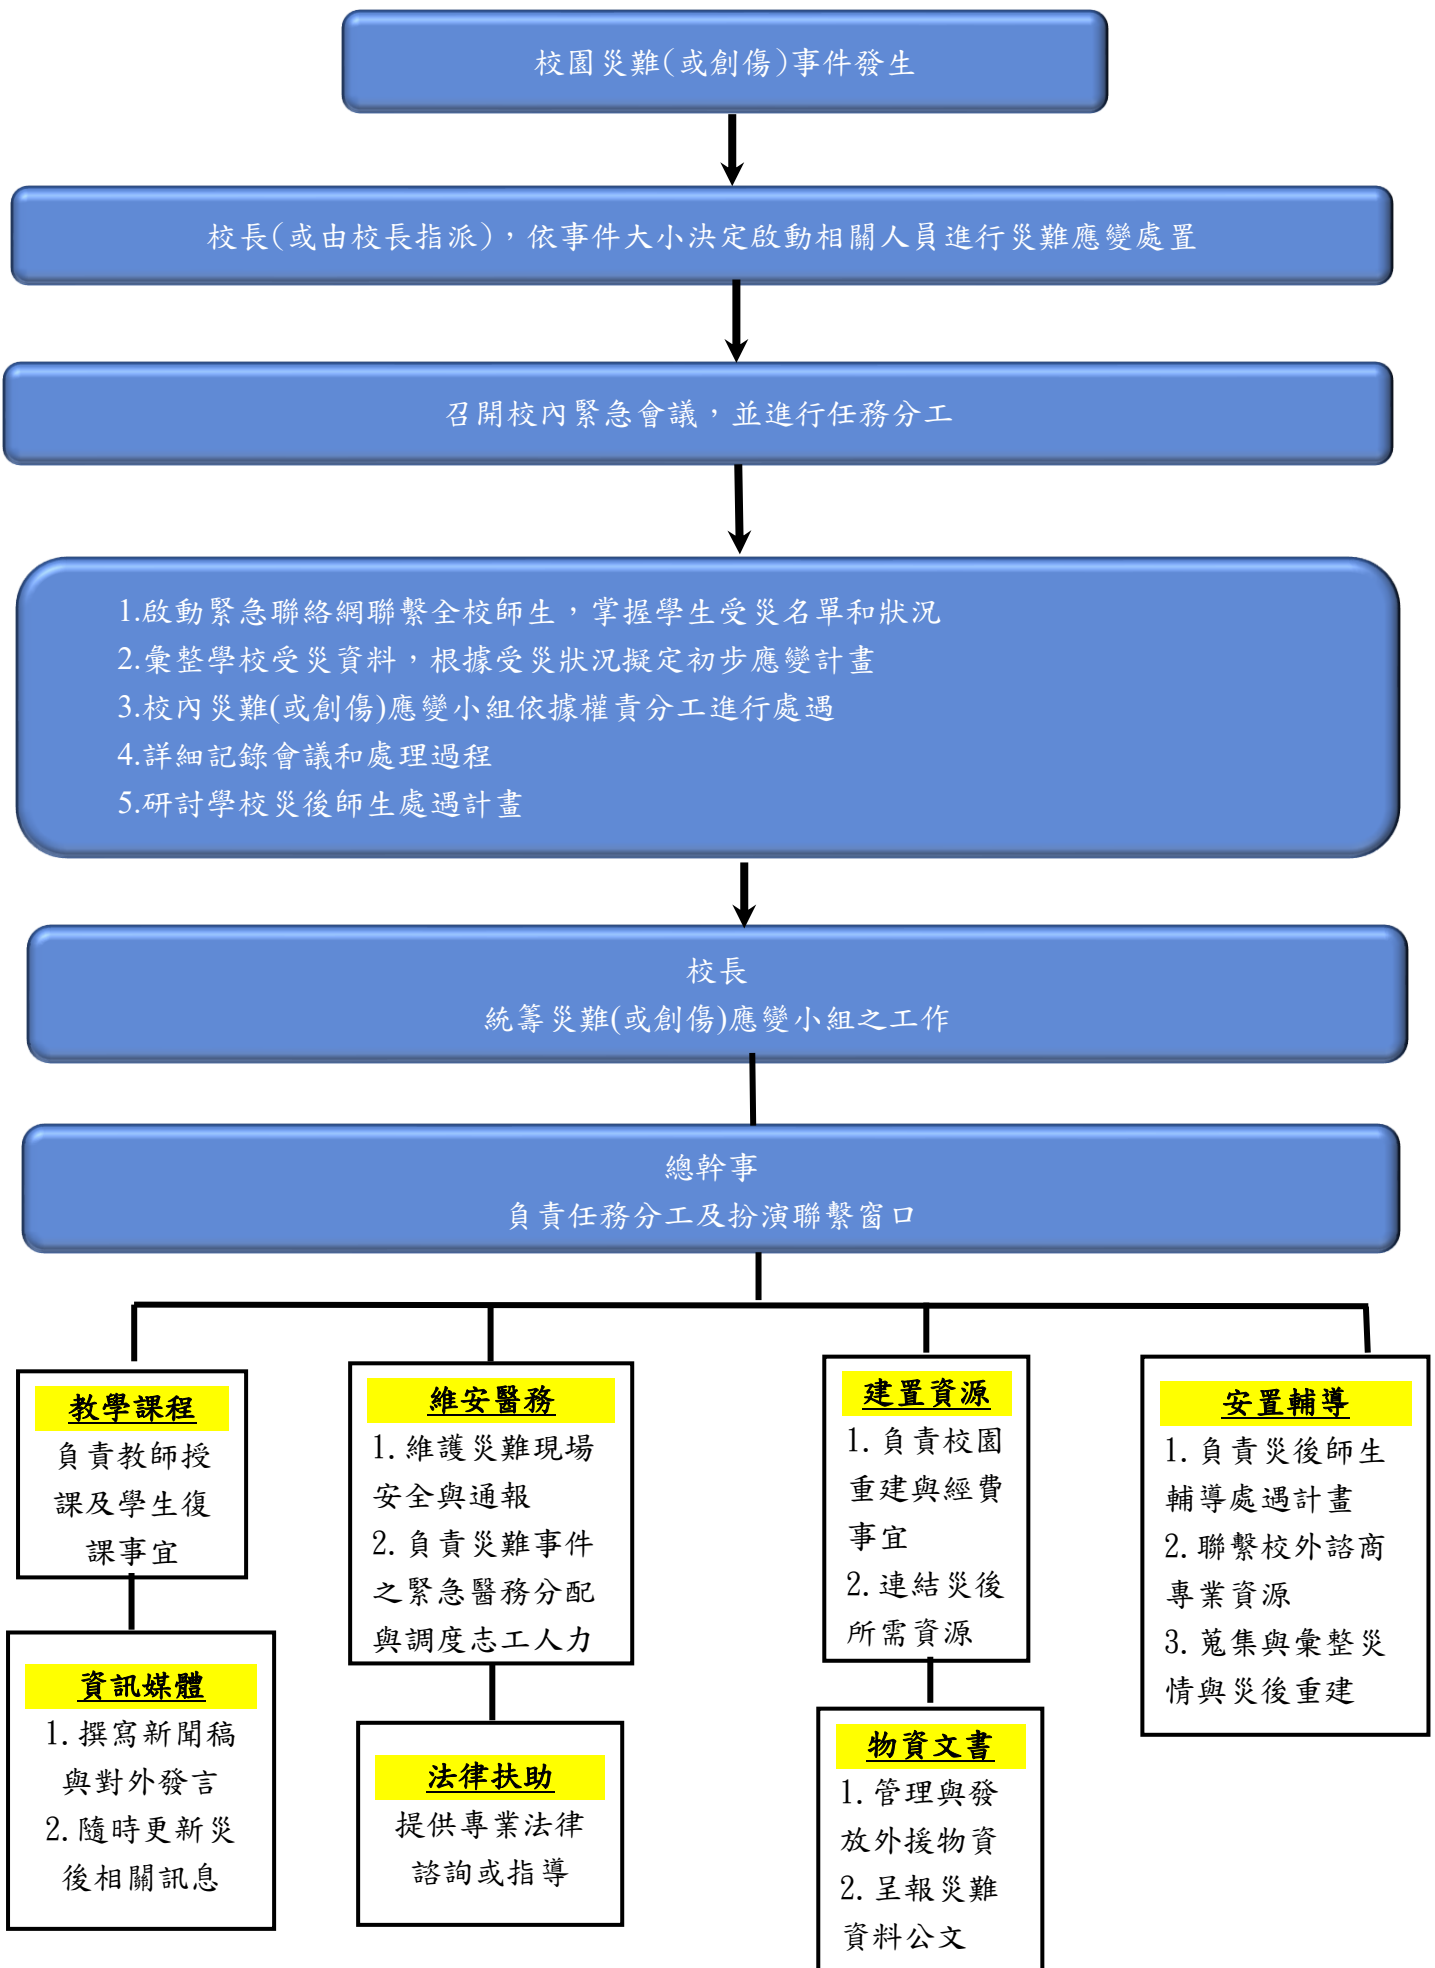 校園災難(或創傷)事件發生
校長(或由校長指派)，依事件大小決定啟動相關人員進行災難應變處置
召開校內緊急會議，並進行任務分工
1.啟動緊急聯絡網聯繫全校師生，掌握學生受災名單和狀況
2.彙整學校受災資料，根據受災狀況擬定初步應變計畫
3.校內災難(或創傷)應變小組依據權責分工進行處遇
4.詳細記錄會議和處理過程
5.研討學校災後師生處遇計畫
校長
統籌災難(或創傷)應變小組之工作
總幹事
負責任務分工及扮演聯繫窗口
教學課程
負責教師授
課及學生復
課事宜
維安醫務
1. 維護災難現場
安全與通報
2. 負責災難事件
之緊急醫務分配
與調度志工人力
建置資源
1. 負責校園
重建與經費
事宜
2. 連結災後
所需資源
安置輔導
1. 負責災後師生
輔導處遇計畫
2. 聯繫校外諮商
專業資源
3. 蒐集與彙整災
情與災後重建
資訊媒體
1. 撰寫新聞稿
與對外發言
2. 隨時更新災
後相關訊息
法律扶助
提供專業法律
諮詢或指導
物資文書
1. 管理與發
放外援物資
2. 呈報災難
資料公文